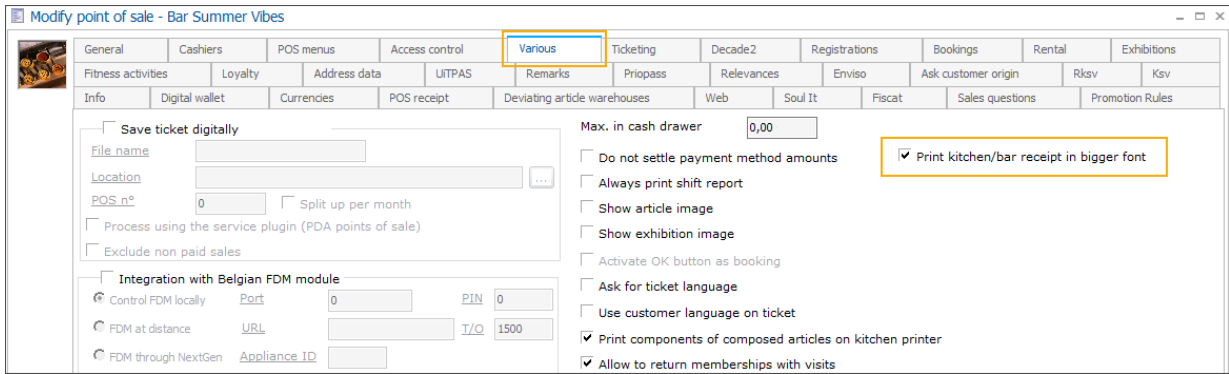 Modify point of sale - Bar Summer Vibes
General Cashiers POS menus Access control Various Ticketing Decade2 Registrations Bookings Rental Exhibitions
Fitness activities Loyalty Address data UiTPAS Remarks Priopass Relevances Enviso Ask customer origin Rksv Ksv
Info Digital wallet Currencies POS receipt Deviating article warehouses Web Soul It Fiscat Sales questions Promotion Rules
Save ticket digitally
File name
Location ...
POS n° 0 Split up per month
Process using the service plugin (PDA points of sale)
Exclude non paid sales
Integration with Belgian FDM module
Control FDM locally Port 0 PIN 0
FDM at distance URL T/O 1500
FDM through NextGen Appliance ID
Max. in cash drawer 0,00
Do not settle payment method amounts
Always print shift report
Show article image
Show exhibition image
Activate OK button as booking
Ask for ticket language
Use customer language on ticket
Print components of composed articles on kitchen printer
Allow to return memberships with visits
Print kitchen/bar receipt in bigger font